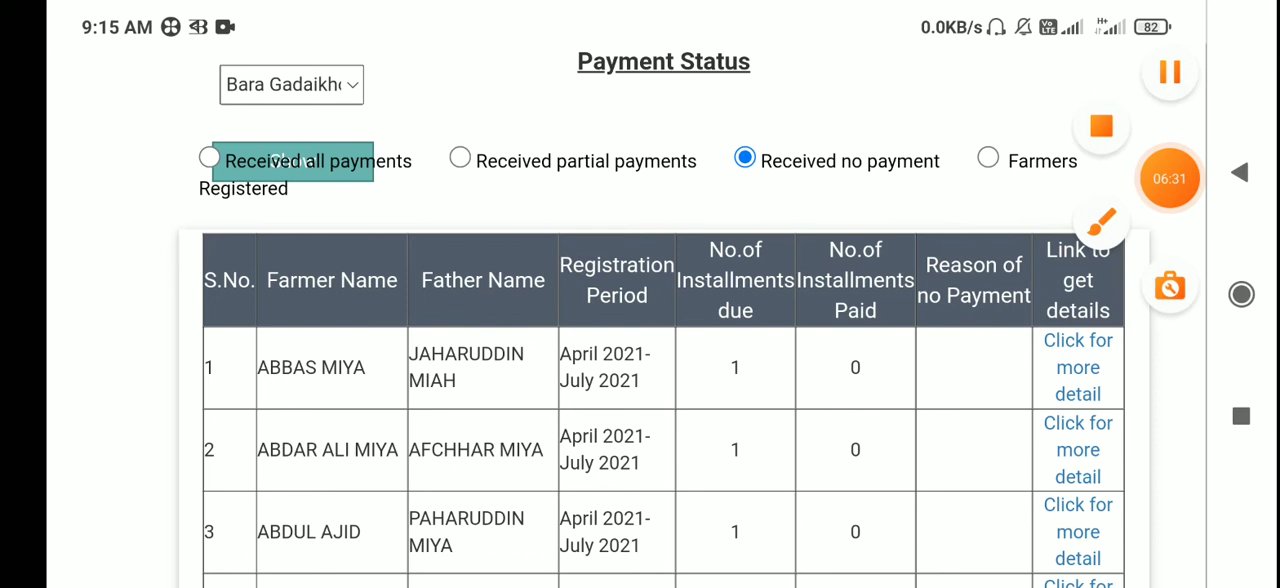 9:15 AM 0.0KB/s Vo LTE H+ 82
Payment Status
Bara Gadaikh
Received all payments Received partial payments Received no payment Farmers
Registered
06:31
S.No. Farmer Name Father Name Registration Period No.of Installments due No.of Installments Paid Reason of no Payment Link to get details
1 ABBAS MIYA JAHARUDDIN MIAH April 2021-July 2021 1 0 Click for more detail
2 ABDAR ALI MIYA AFCHHAR MIYA April 2021-July 2021 1 0 Click for more detail
3 ABDUL AJID PAHARUDDIN MIYA April 2021-July 2021 1 0 Click for more detail
Click for